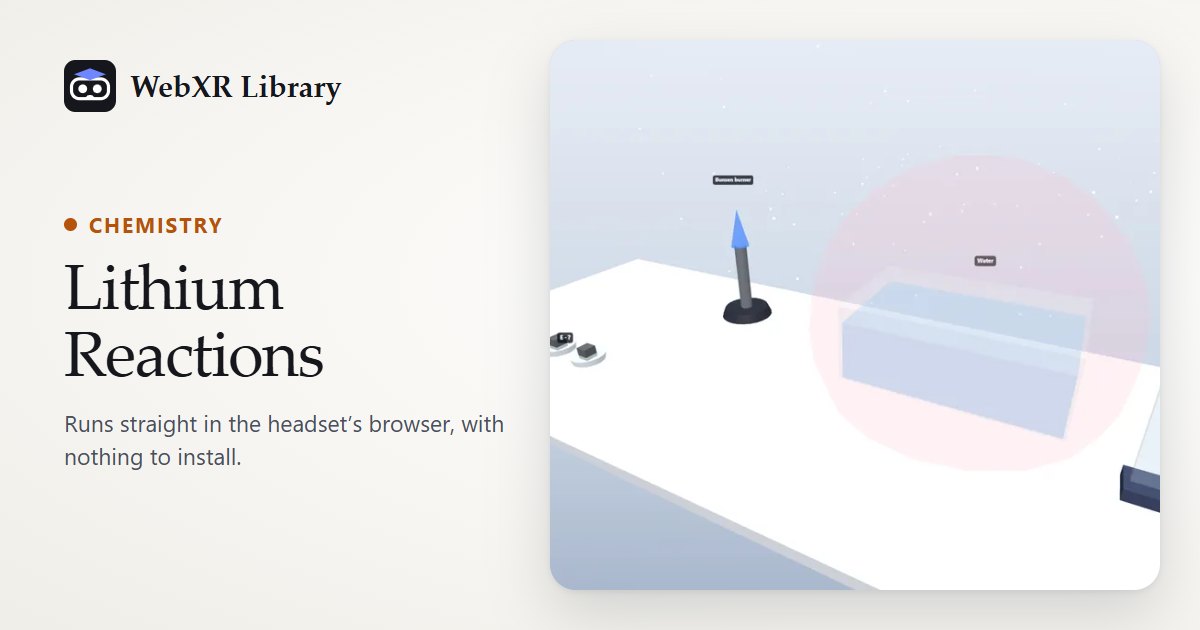 WebXR Library
CHEMISTRY
Lithium
Reactions
Runs straight in the headset’s browser, with
nothing to install.
Bunsen burner
Water